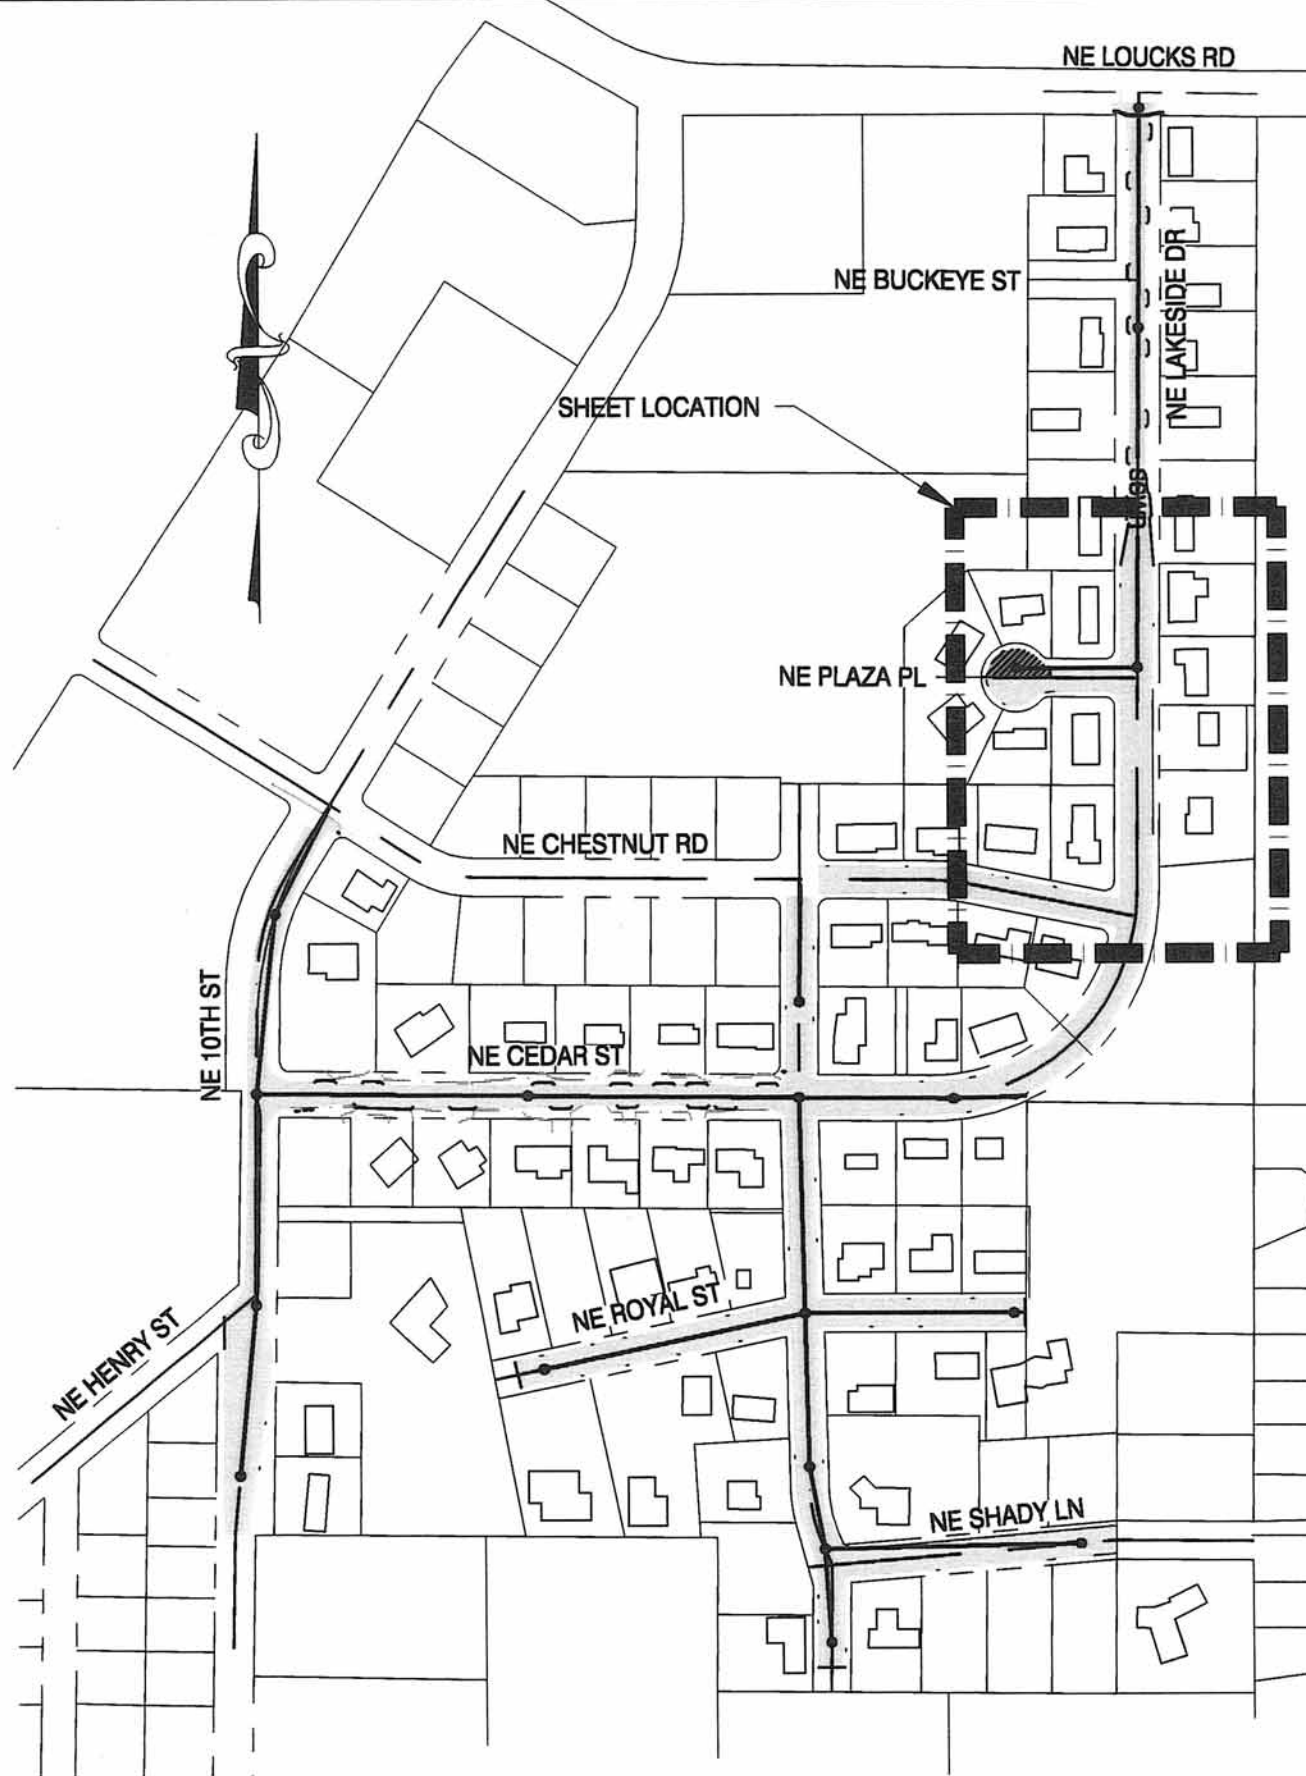 NE LOUCKS RD
NE BUCKEYE ST
NE LAKESIDE DR
SHEET LOCATION
NE PLAZA PL
NE CHESTNUT RD
NE 10TH ST
NE CEDAR ST
NE ROYAL ST
NE HENRY ST
NE SHADY LN